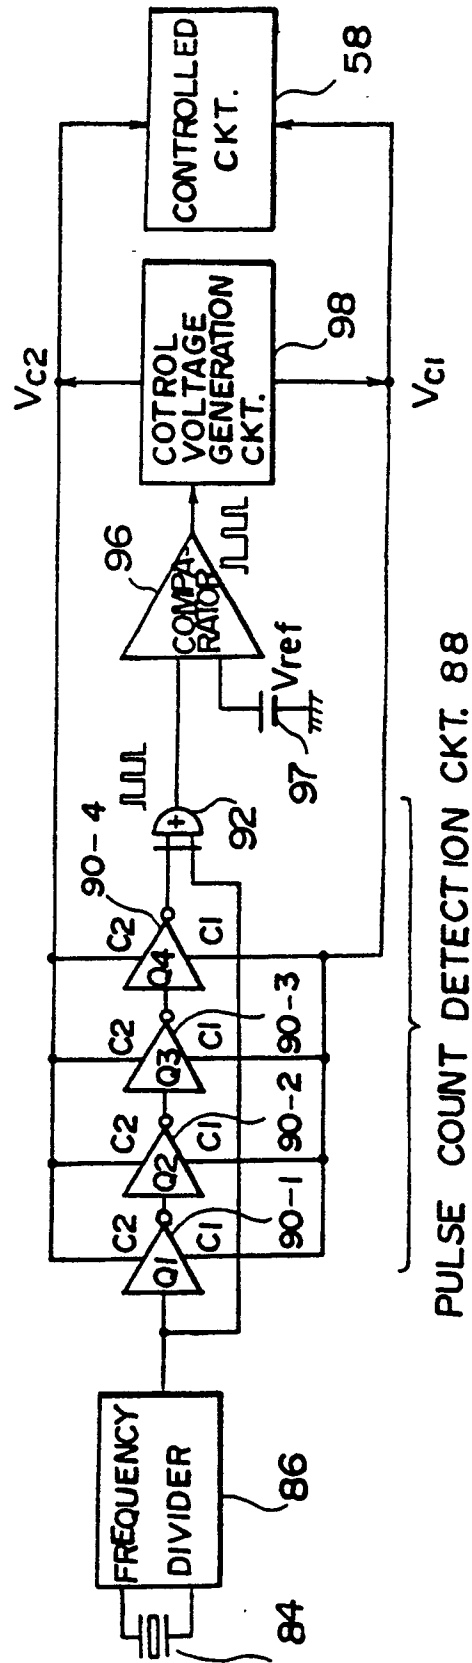 84
FREQUENCY
DIVIDER
86
Q1
C2
C1
90-1
Q2
C2
C1
90-2
Q3
C2
C1
90-3
Q4
C2
C1
90-4
92
+
97
Vref
COMPA-
RATOR
96
COTROL
VOLTAGE
GENERATION
CKT.
98
VC2
VC1
CONTROLLED
CKT.
58
PULSE COUNT DETECTION CKT. 88